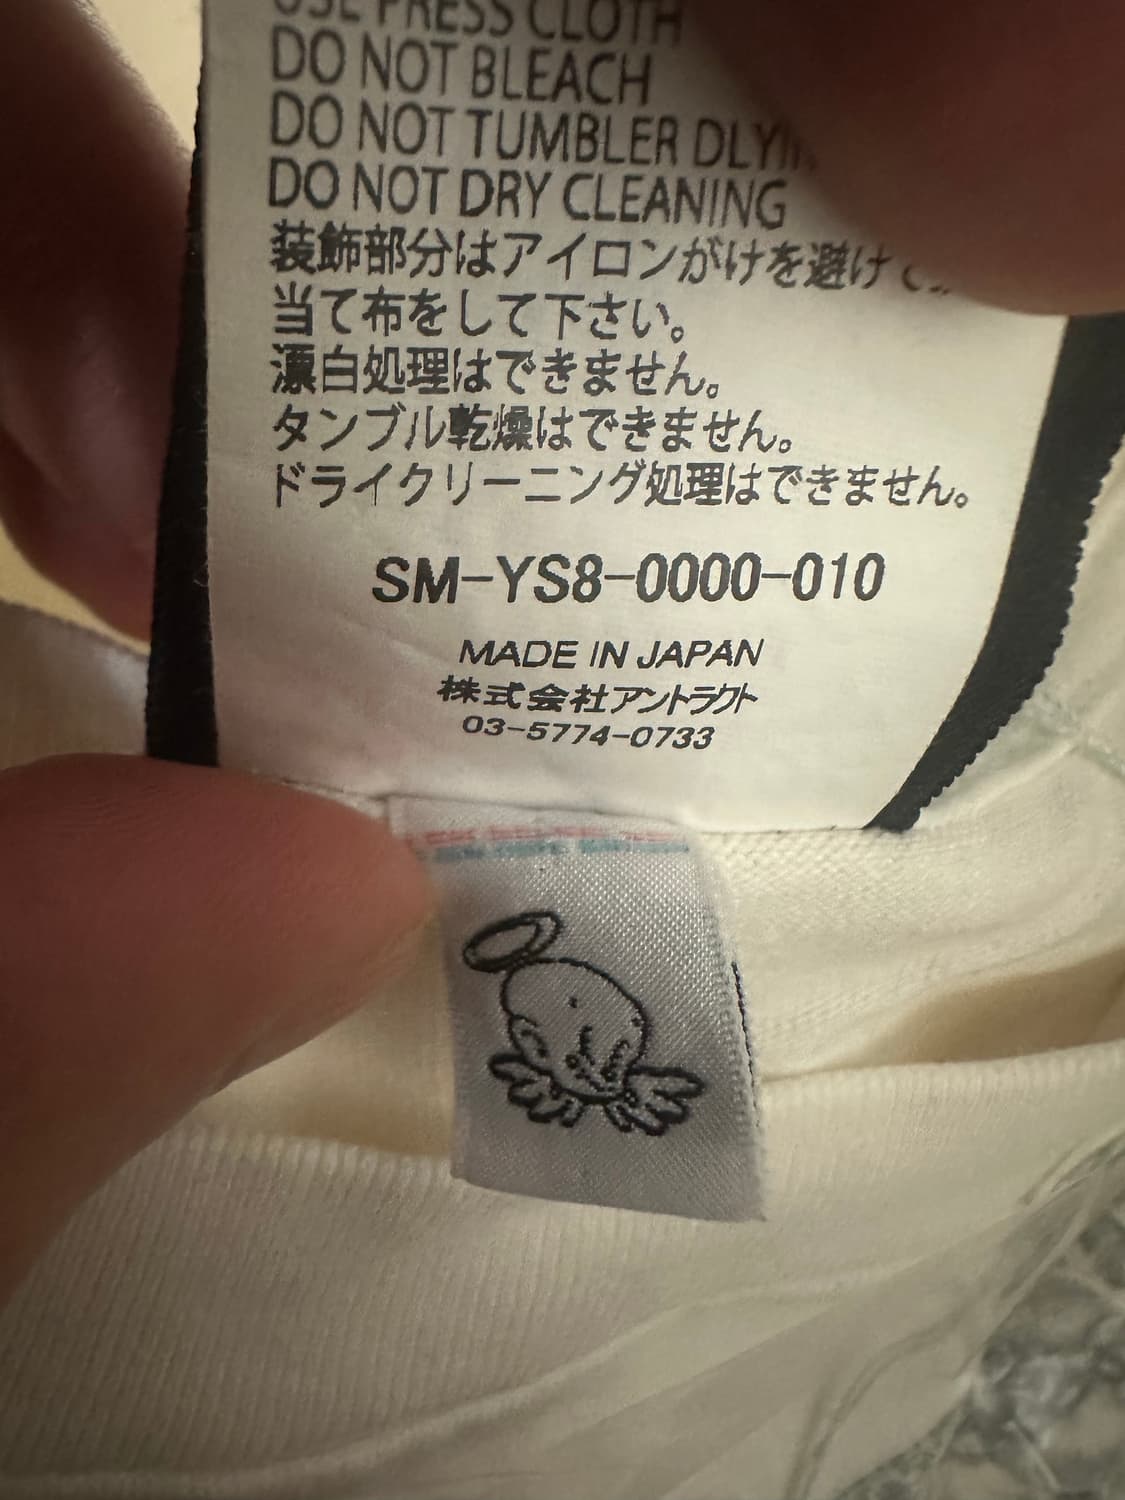 USE PRESS CLOTH
DO NOT BLEACH
DO NOT TUMBLER
DO NOT DRY CLEANING
装飾部分はアイロンがけを避け
当て布をして下さい。
漂白処理はできません。
タンブル乾燥はできません。
ドライクリーニング処理はできません。
SM-YS8-0000-010
MADE IN JAPAN
株式会社アントラクト
03-5774-0733